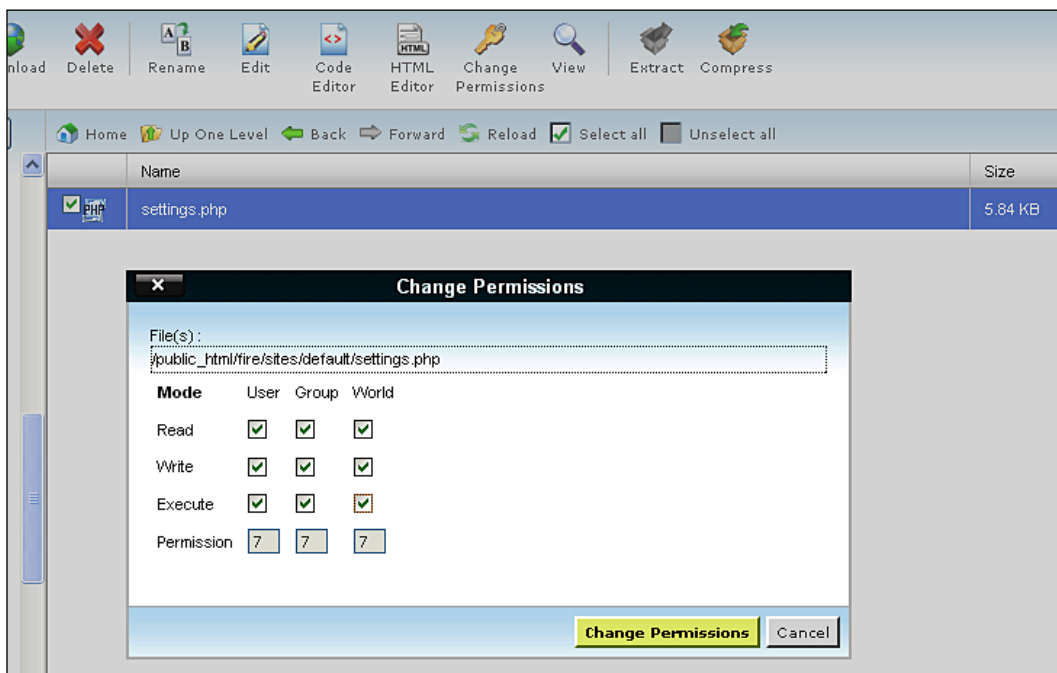 nload Delete Rename Edit Code Editor HTML Editor Change Permissions View Extract Compress
Home Up One Level Back Forward Reload Select all Unselect all
Name Size
PHP settings.php 5.84 KB
× Change Permissions
File(s) :
/public_html/fire/sites/default/settings.php
Mode User Group World
Read
Write
Execute
Permission 7 7 7
Change Permissions Cancel